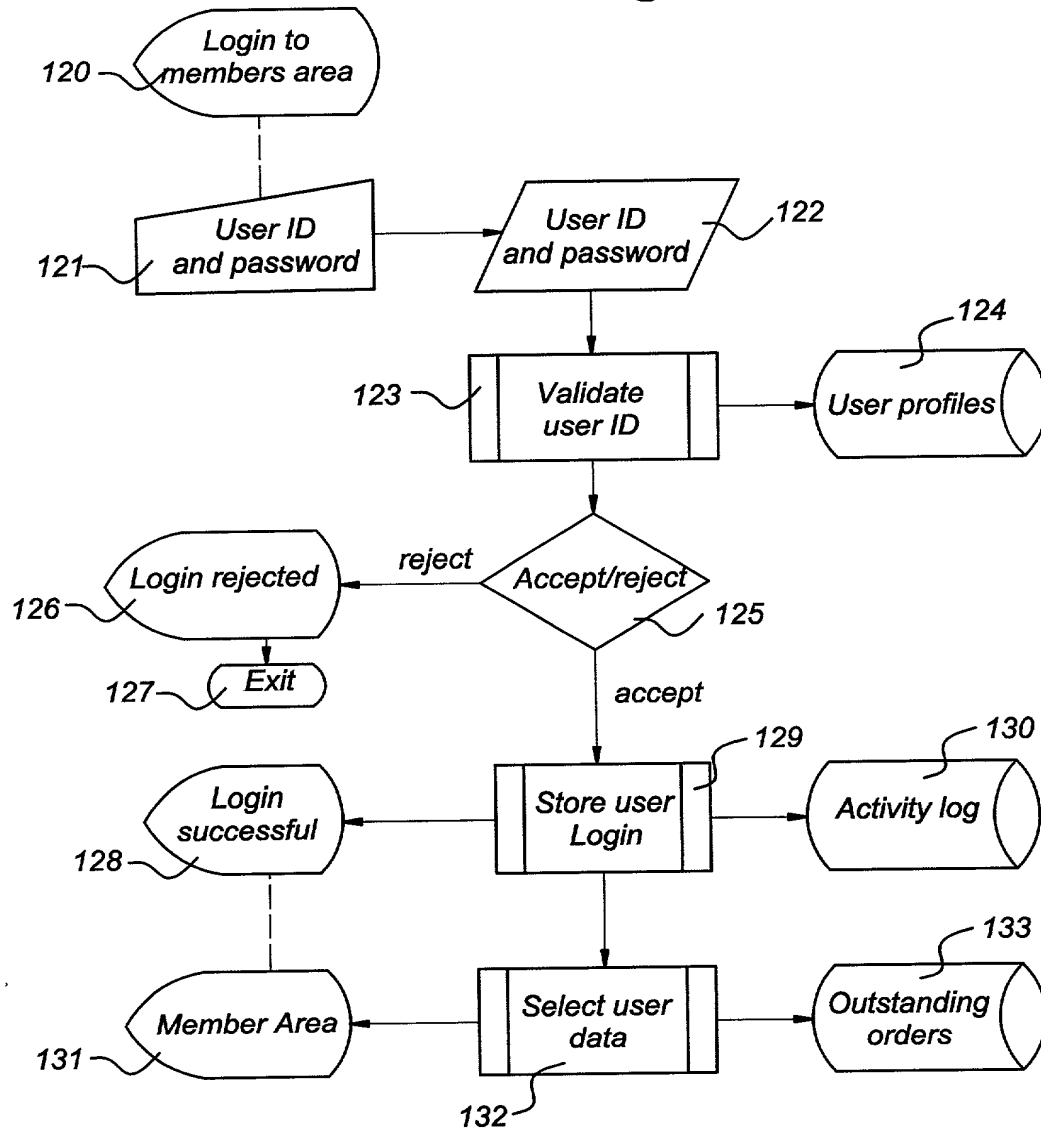 Login to
members area
120
User ID
and password
121
User ID
and password
122
Validate
user ID
123
User profiles
124
Accept/reject
125
reject
Login rejected
126
Exit
127
accept
Store user
Login
129
Activity log
130
Login
successful
128
Select user
data
132
Outstanding
orders
133
Member Area
131